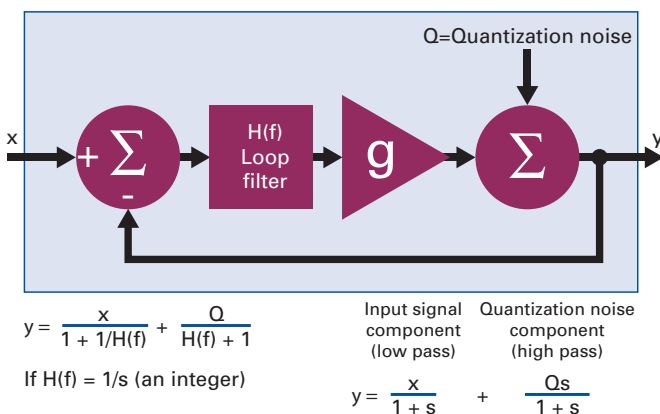 Q=Quantization noise
x
+ Σ
-
H(f)
Loop
filter
g
Σ
y
y = x / 1 + 1/H(f) + Q / H(f) + 1
If H(f) = 1/s (an integer)
Input signal
component
(low pass)
Quantization noise
component
(high pass)
y = x / 1 + s + Qs / 1 + s